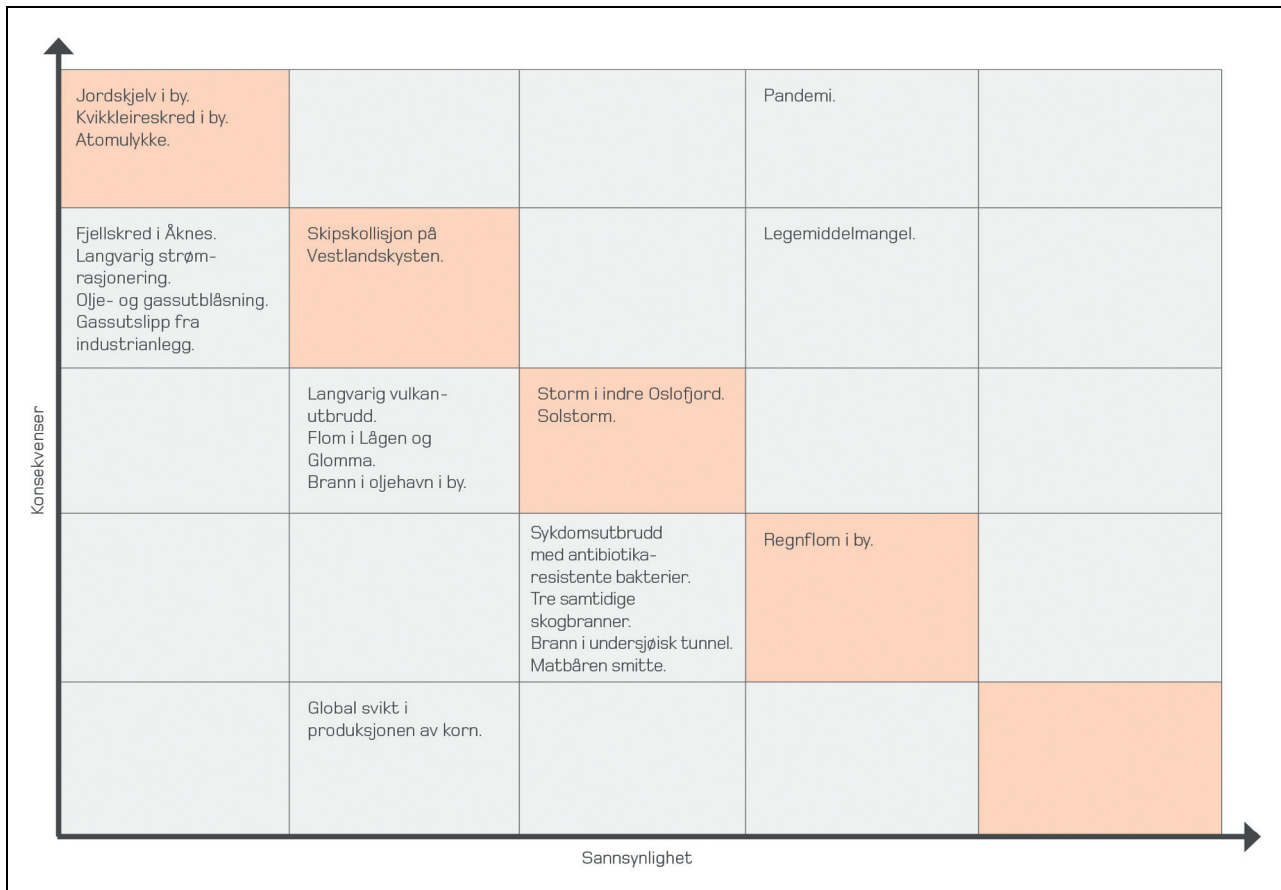 Jordskjelv i by.
Kvikkleireskred i by.
Atomulykke.
Pandemi.
Fjellskred i Åknes.
Langvarig strøm-
rasjonering.
Olje- og gassutblåsning.
Gassutslipp fra
industrianlegg.
Skipskollisjon på
Vestlandskysten.
Legemiddelmangel.
Langvarig vulkan-
utbrudd.
Flom i Lågen og
Glomma.
Brann i oljehavn i by.
Storm i indre Oslofjord.
Solstorm.
Sykdomsutbrudd
med antibiotika-
resistente bakterier.
Tre samtidige
skogbranner.
Brann i undersjøisk tunnel.
Matbåren smitte.
Regnflom i by.
Global svikt i
produksjonen av korn.
Konsekvenser
Sannsynlighet